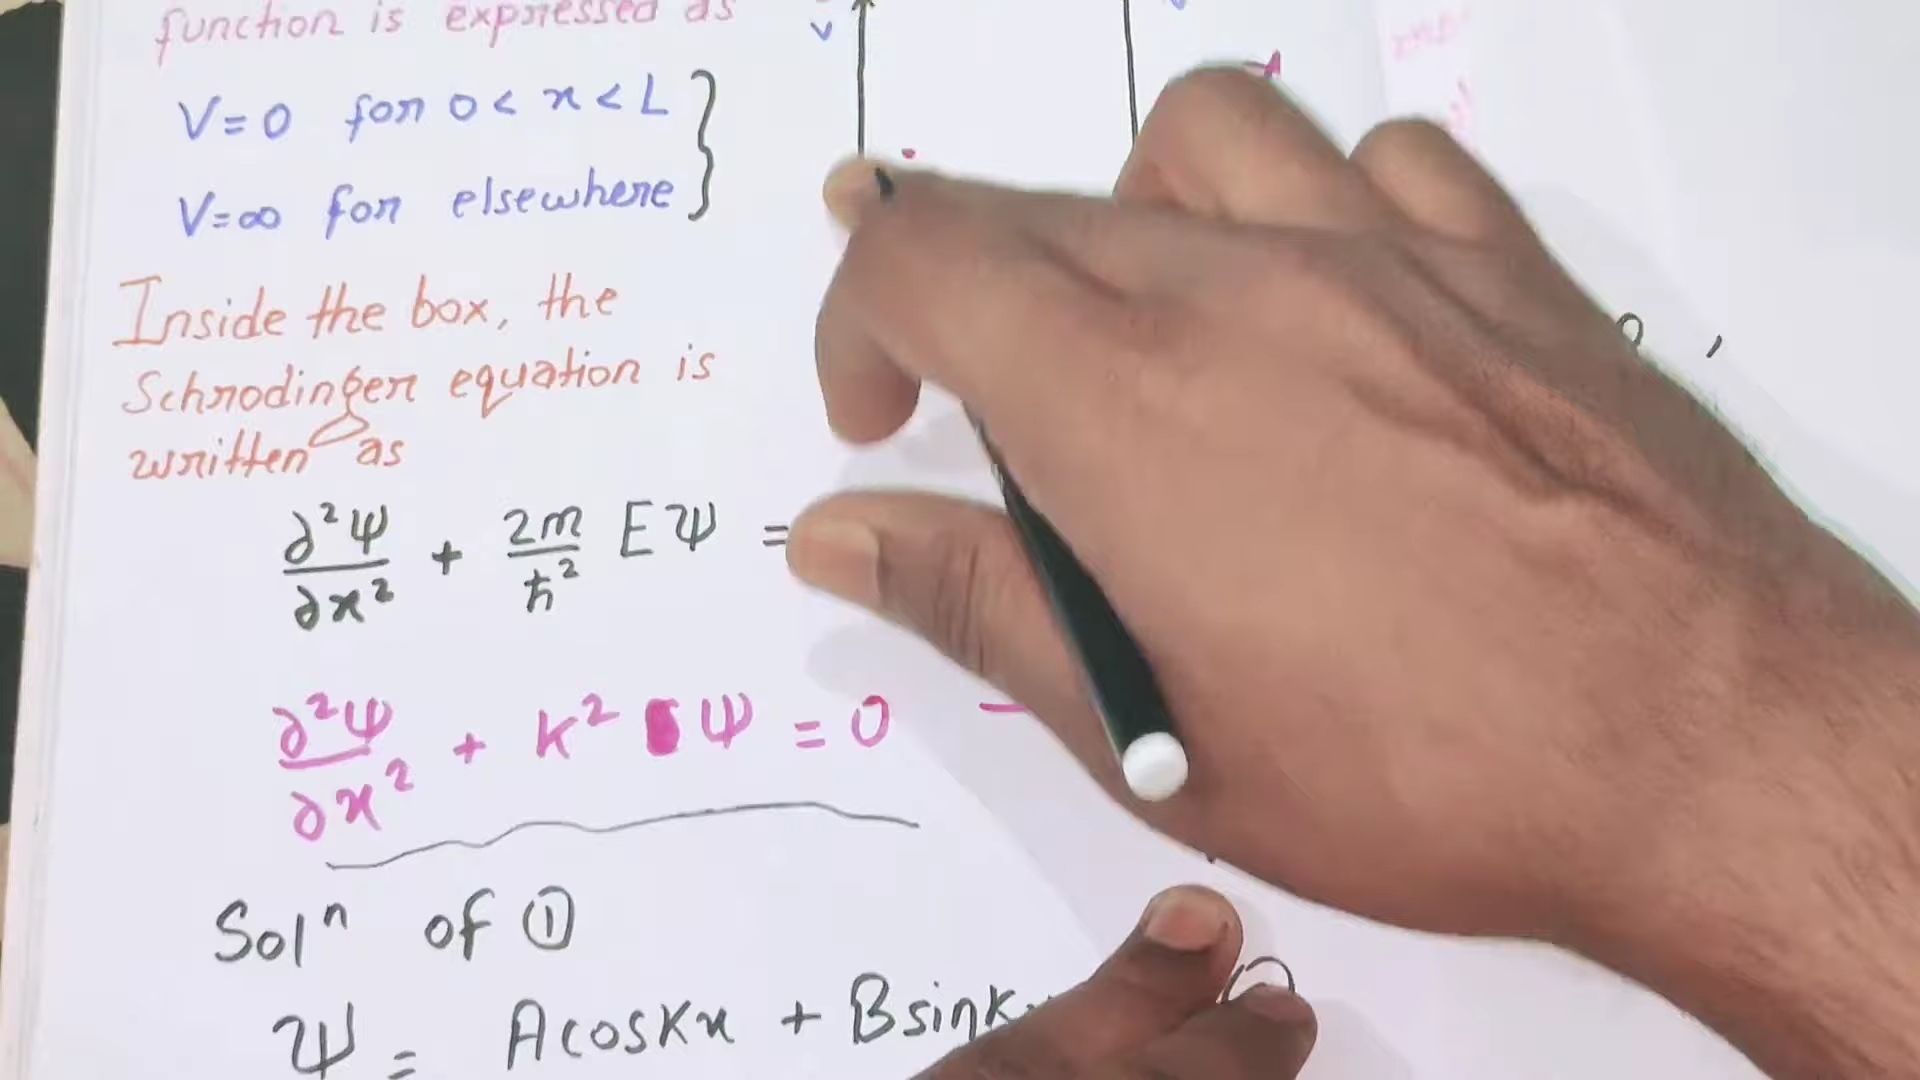 function is expressed as
V
V=0 for 0 < x < L
V=∞ for elsewhere
Inside the box, the
Schrodinger equation is
written as
∂²Ψ/∂x² + 2m/ħ² EΨ =
∂²Ψ/∂x² + K² Ψ = 0
Solⁿ of ①
Ψ = AcosKx + BsinK